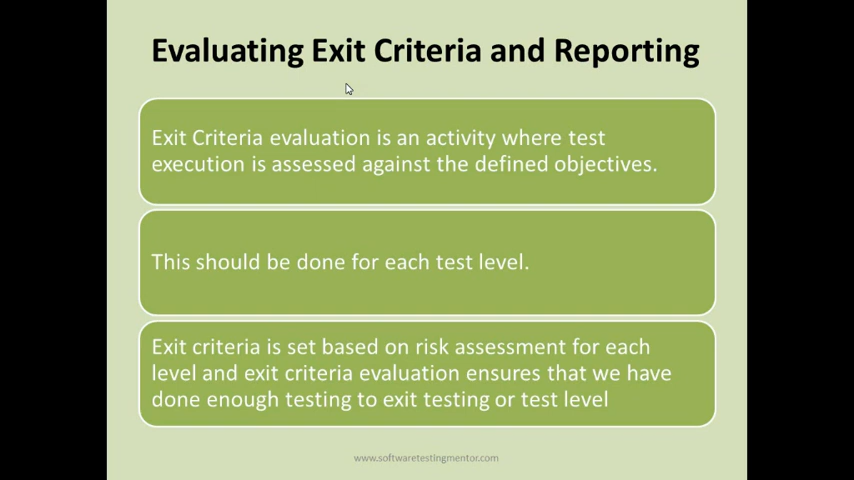 Evaluating Exit Criteria and Reporting
Exit Criteria evaluation is an activity where test
execution is assessed against the defined objectives.
This should be done for each test level.
Exit criteria is set based on risk assessment for each
level and exit criteria evaluation ensures that we have
done enough testing to exit testing or test level
www.softwaretestingmentor.com